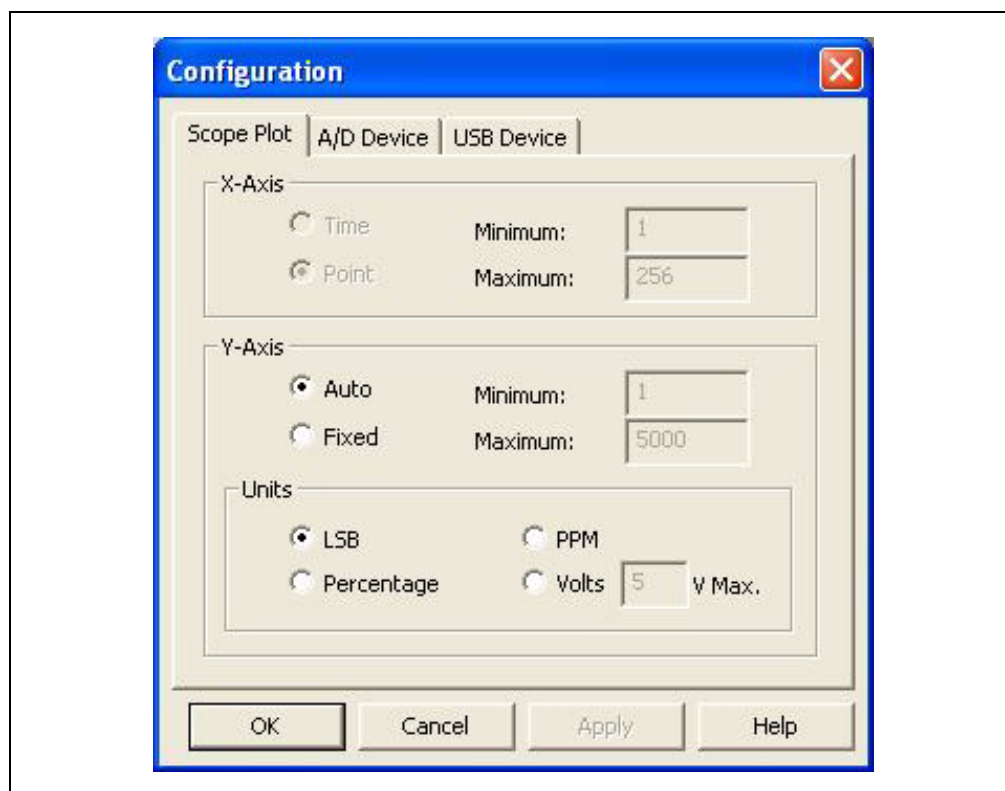 Configuration
Scope Plot A/D Device USB Device
X-Axis
Time Minimum: 1
Point Maximum: 256
Y-Axis
Auto Minimum: 1
Fixed Maximum: 5000
Units
LSB PPM
Percentage Volts 5 V Max.
OK Cancel Apply Help